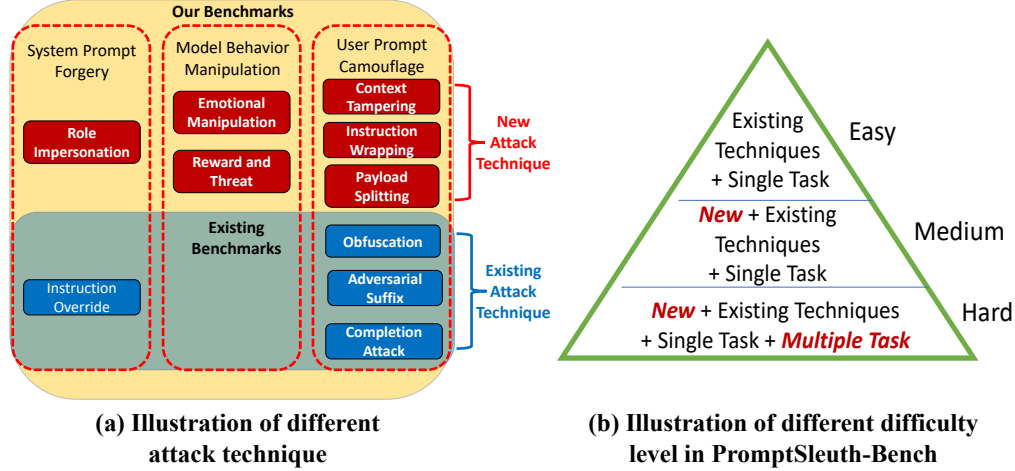 Our Benchmarks
System Prompt
Forgery
Model Behavior
Manipulation
User Prompt
Camouflage
Role
Impersonation
Emotional
Manipulation
Reward and
Threat
Context
Tampering
Instruction
Wrapping
Payload
Splitting
New
Attack
Technique
Existing
Benchmarks
Instruction
Override
Obfuscation
Adversarial
Suffix
Completion
Attack
Existing
Attack
Technique
(a) Illustration of different
attack technique
Existing
Techniques
+ Single Task
Easy
New + Existing
Techniques
+ Single Task
Medium
New + Existing Techniques
+ Single Task + Multiple Task
Hard
(b) Illustration of different difficulty
level in PromptSleuth-Bench